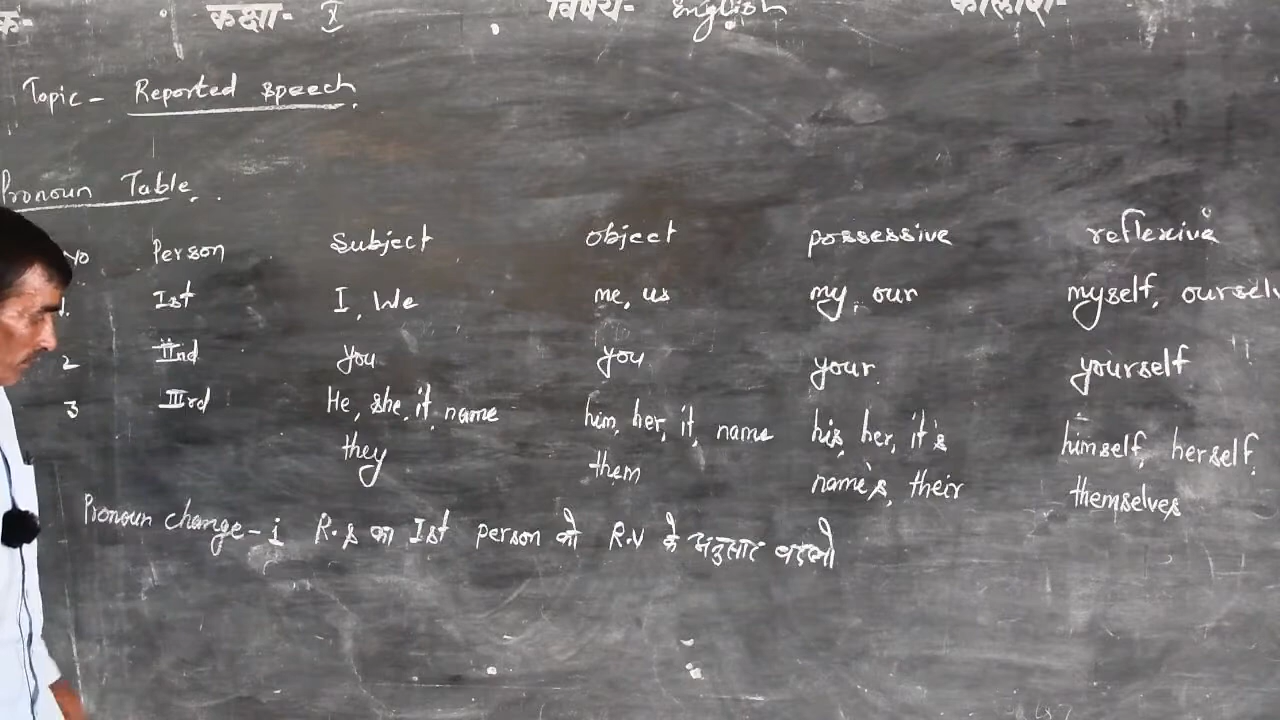 कक्षा- X विषय- English कालांश-
Topic - Reported speech.
Pronoun Table.
No Person Subject object possessive reflexive
1. Ist I, We me, us my, our myself, ourselv
2 IInd you you your yourself
3 IIIrd He, she, it, name him, her, it, name his, her, it's himself, herself,
they them name's, their themselves
Pronoun change - i R.S का Ist person को R.V के अनुसार बदलो